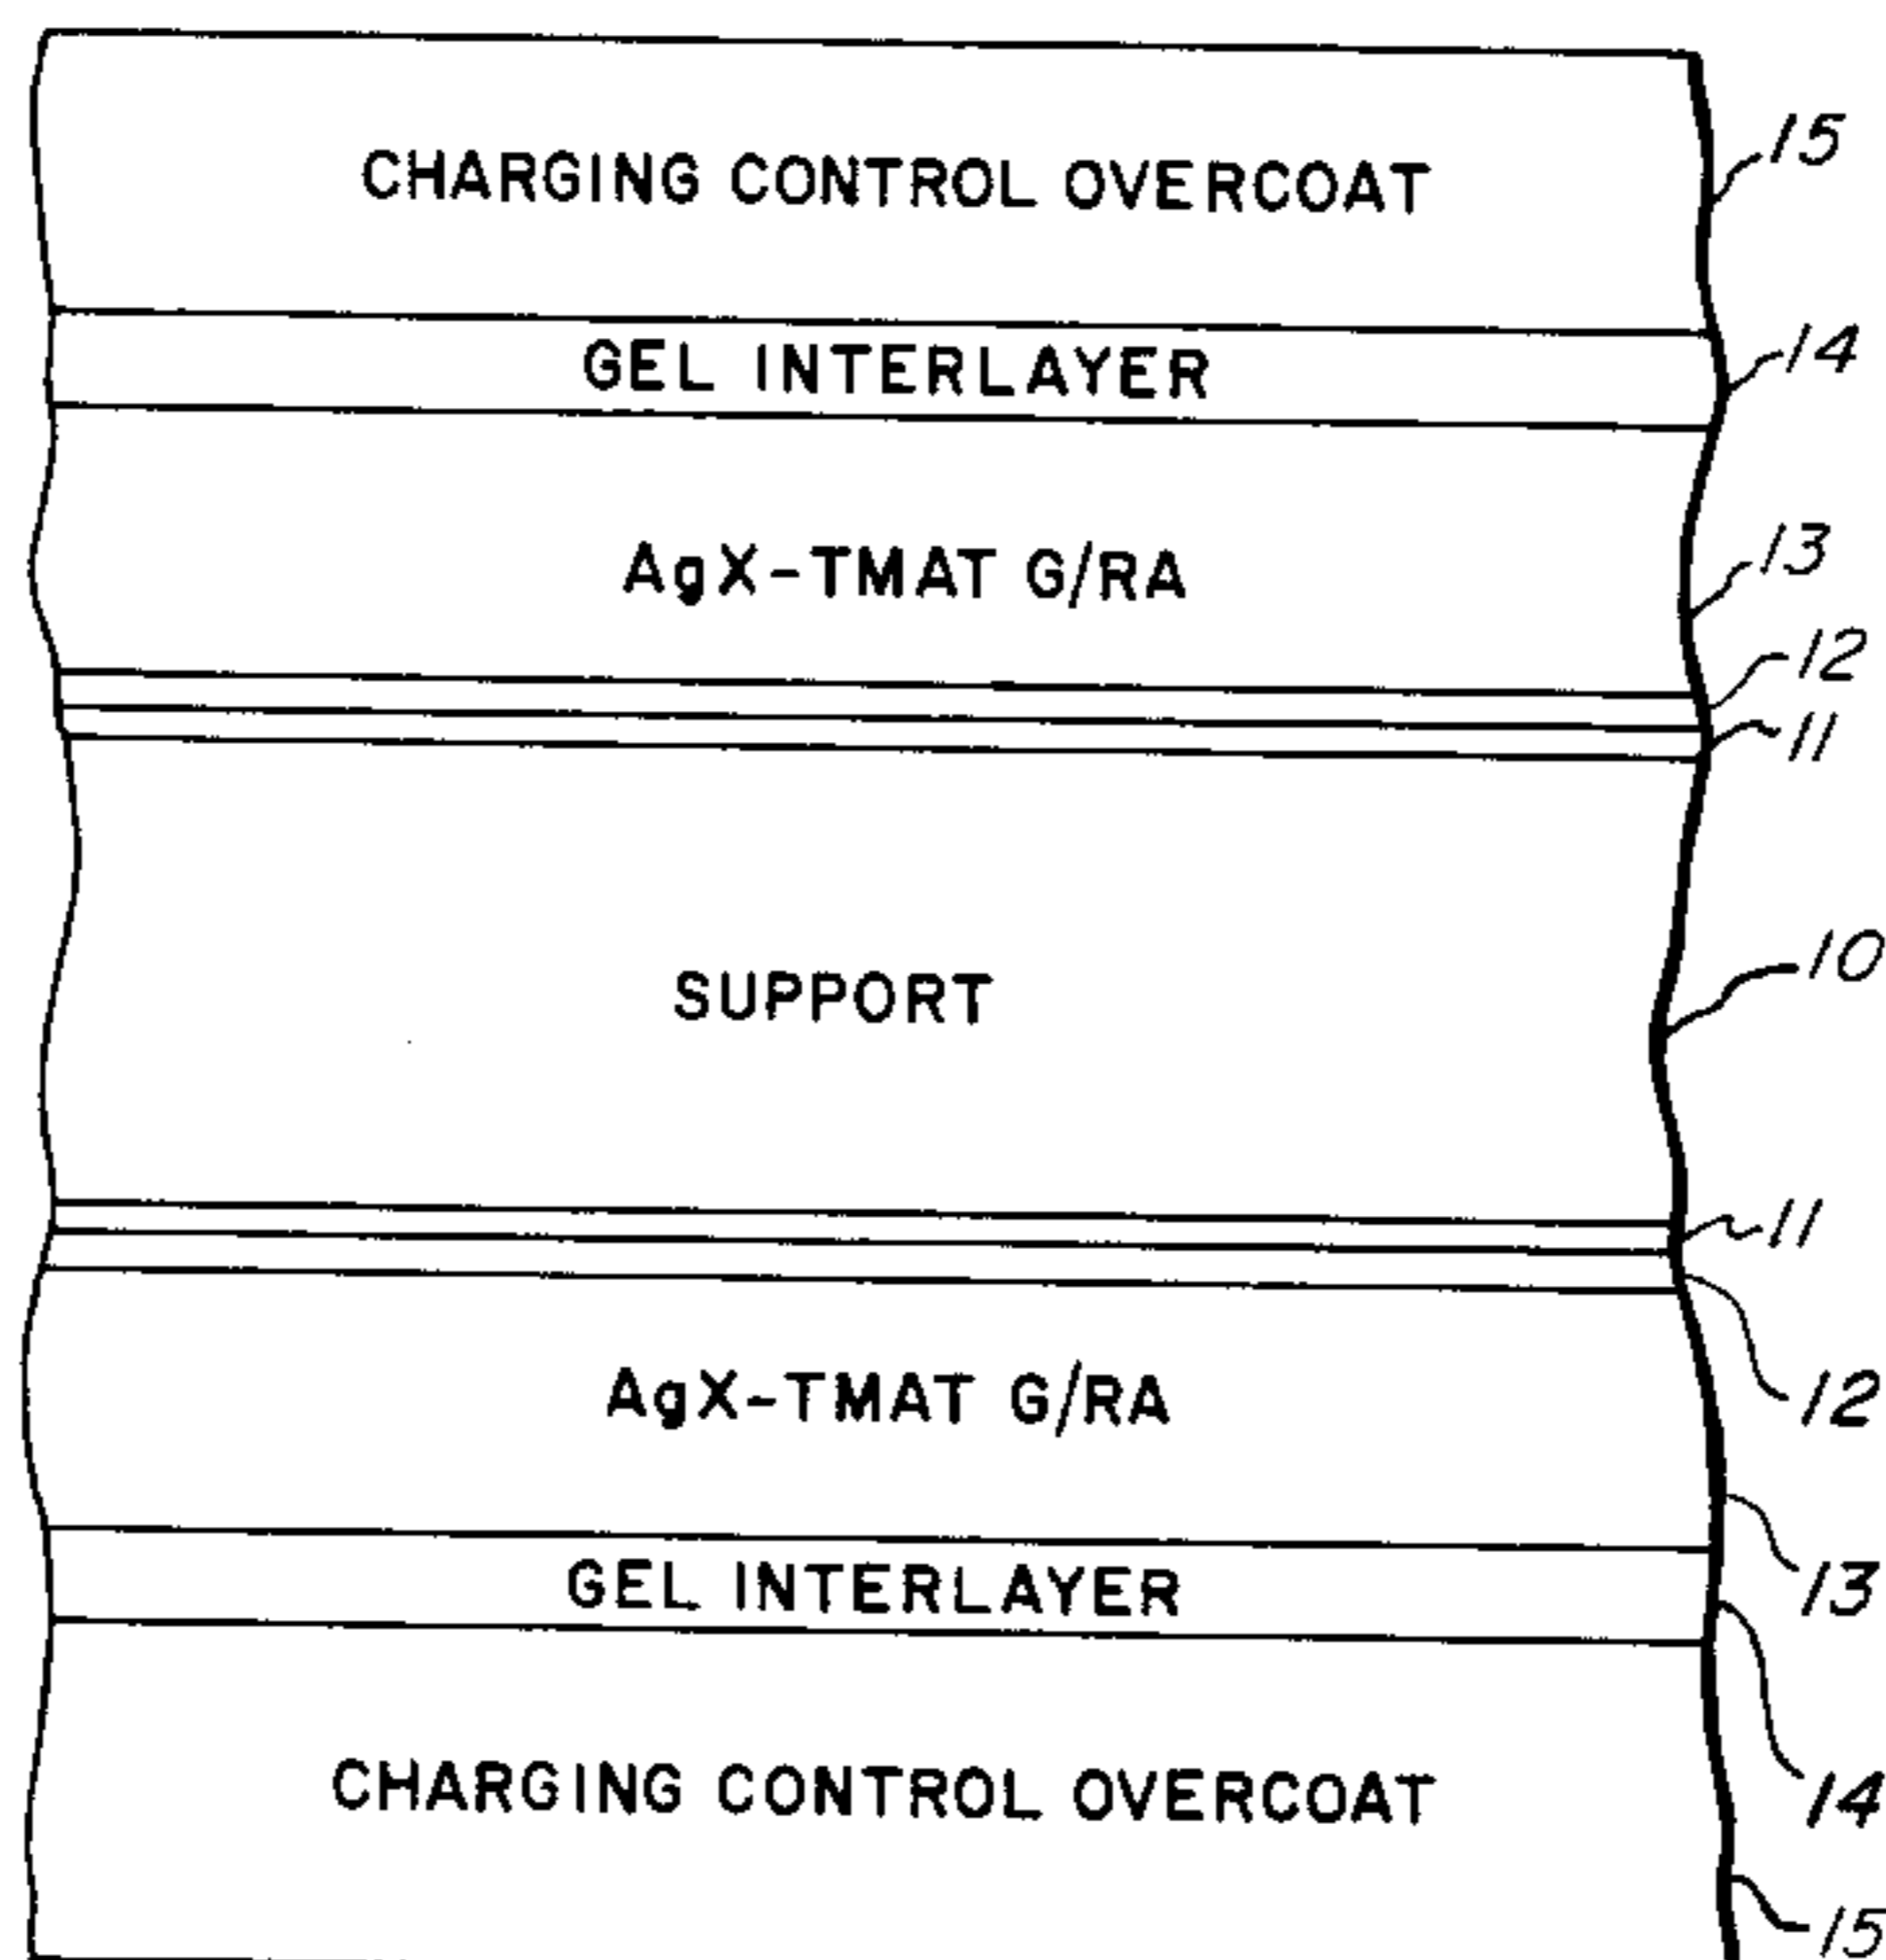 CHARGING CONTROL OVERCOAT
15
GEL INTERLAYER
14
AgX-TMAT G/RA
13
12
11
SUPPORT
10
11
12
AgX-TMAT G/RA
13
GEL INTERLAYER
14
CHARGING CONTROL OVERCOAT
15